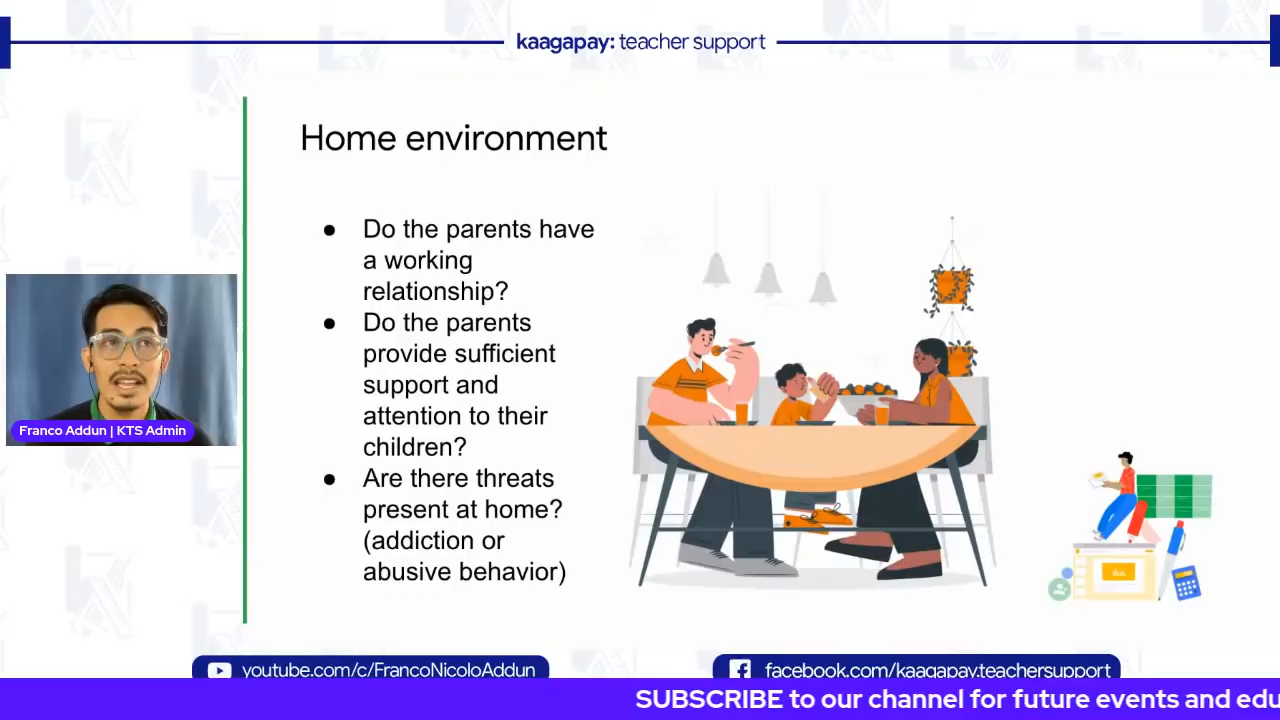 kaagapay: teacher support
Home environment
● Do the parents have
a working
relationship?
● Do the parents
provide sufficient
support and
attention to their
children?
● Are there threats
present at home?
(addiction or
abusive behavior)
Franco Addun | KTS Admin
youtube.com/c/FrancoNicoloAddun
facebook.com/kaagapay.teachersupport
SUBSCRIBE to our channel for future events and edu